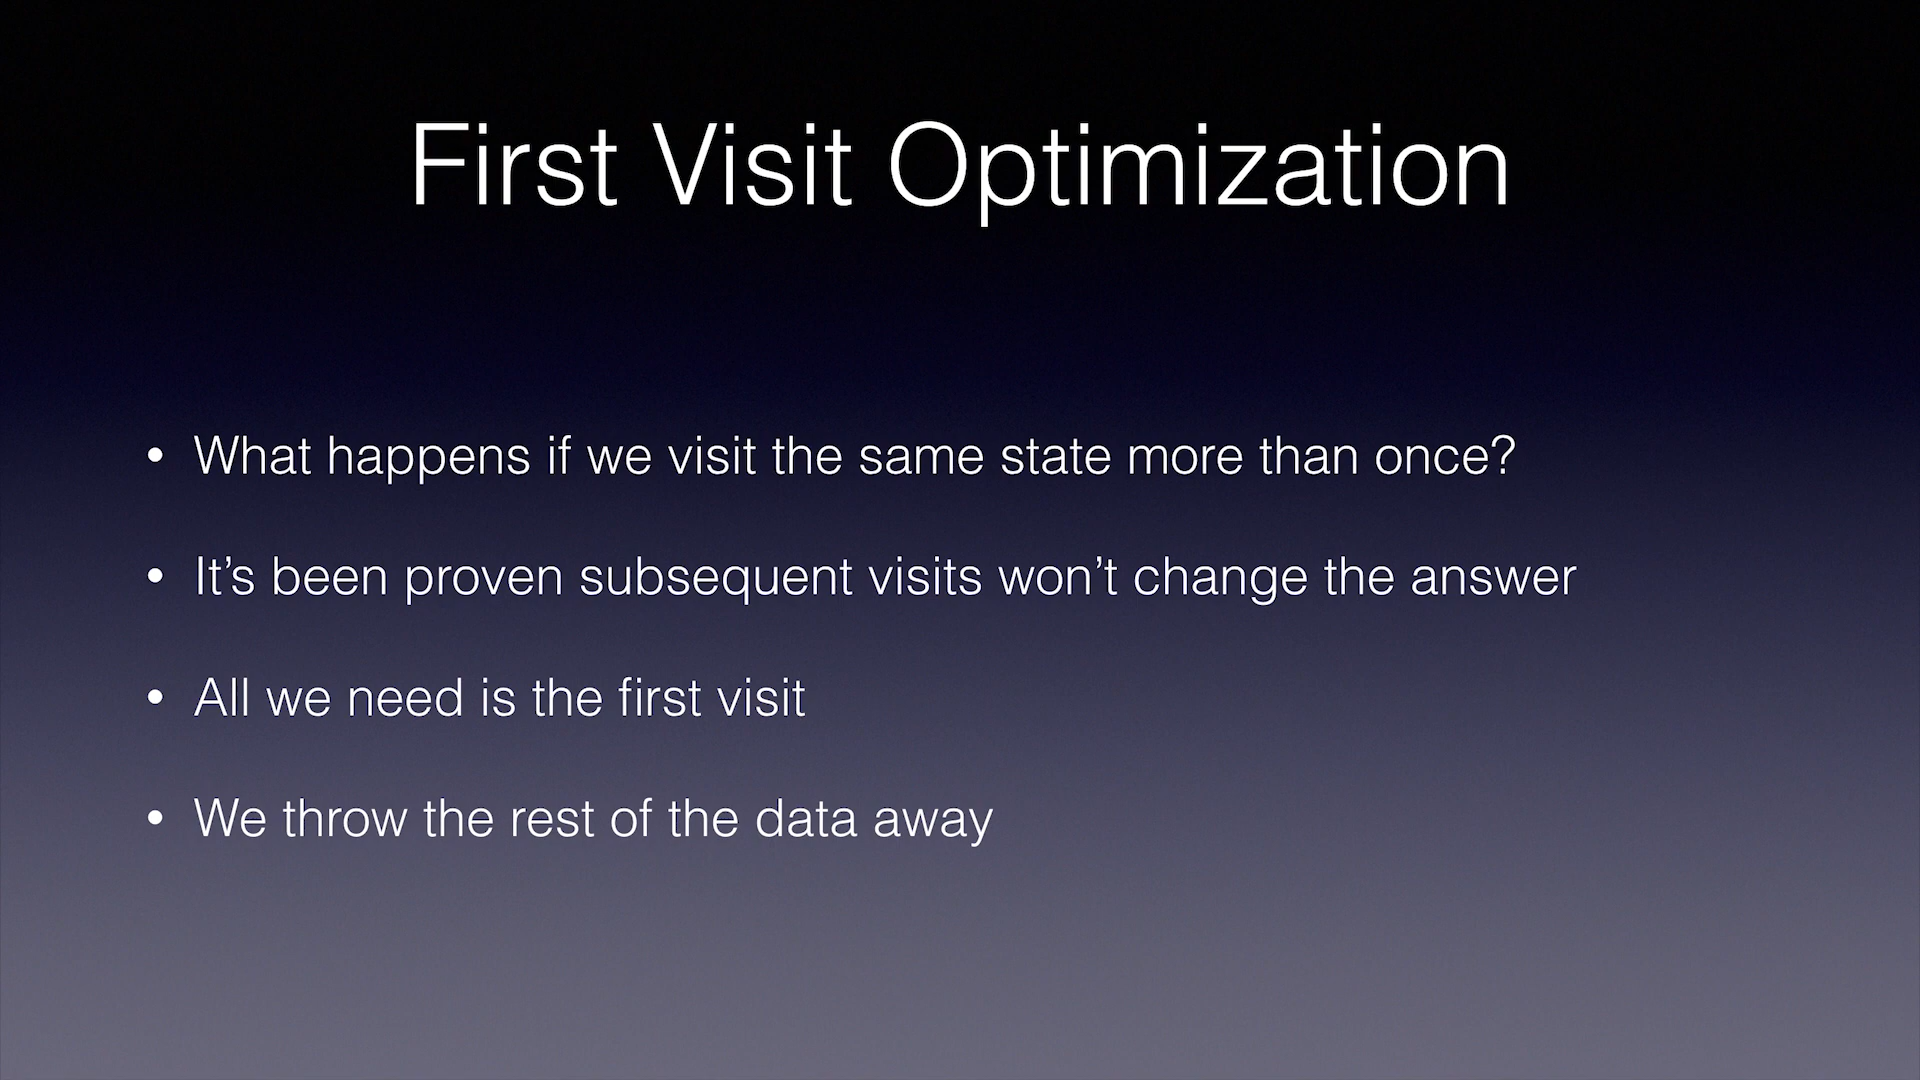 First Visit Optimization
• What happens if we visit the same state more than once?
• It’s been proven subsequent visits won’t change the answer
• All we need is the first visit
• We throw the rest of the data away